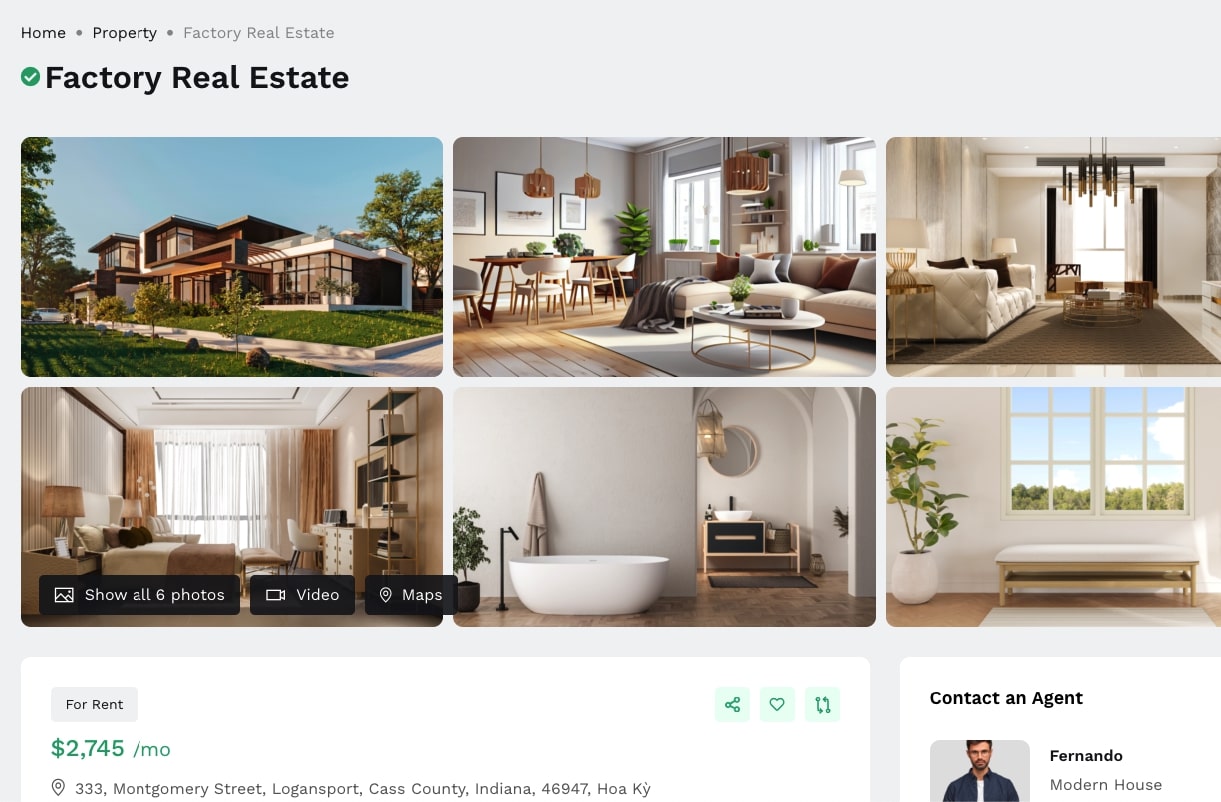 Home • Property • Factory Real Estate
Factory Real Estate
Show all 6 photos
Video
Maps
For Rent
$2,745 /mo
333, Montgomery Street, Logansport, Cass County, Indiana, 46947, Hoa Kỳ
Contact an Agent
Fernando
Modern House